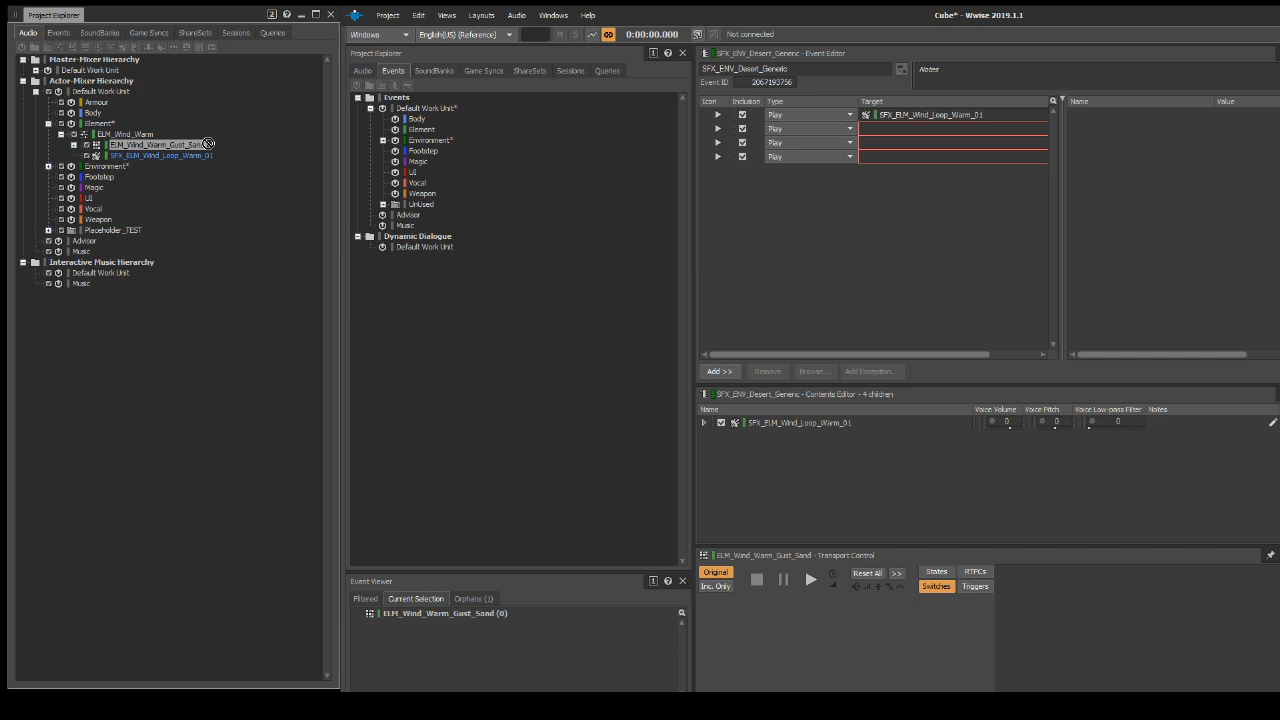 Project Explorer
2
Audio Events SoundBanks Game Syncs ShareSets Sessions Queries
Master-Mixer Hierarchy
Default Work Unit
Actor-Mixer Hierarchy
Default Work Unit
Armour
Body
Element*
ELM_Wind_Warm
ELM_Wind_Warm_Gust_Sand
SFX_ELM_Wind_Loop_Warm_01
Environment*
Footstep
Magic
UI
Vocal
Weapon
Placeholder_TEST
Advisor
Music
Interactive Music Hierarchy
Default Work Unit
Music
Project Edit Views Layouts Audio Windows Help
Cube* - Wwise 2019.1.1
Windows English(US) (Reference) M S 0:00:00.000 Not connected
Project Explorer
1
Audio Events SoundBanks Game Syncs ShareSets Sessions Queries
Events
Default Work Unit*
Body
Element
Environment*
Footstep
Magic
UI
Vocal
Weapon
UnUsed
Advisor
Music
Dynamic Dialogue
Default Work Unit
Event Viewer
1
Filtered Current Selection Orphans (1)
ELM_Wind_Warm_Gust_Sand (0)
SFX_ENV_Desert_Generic - Event Editor
SFX_ENV_Desert_Generic
Notes
Event ID 2067193756
Icon Inclusion Type Target
Name Value
Play SFX_ELM_Wind_Loop_Warm_01
Play
Play
Play
Add >> Remove Browse... Add Exception...
SFX_ENV_Desert_Generic - Contents Editor - 4 children
Name Voice Volume Voice Pitch Voice Low-pass Filter Notes
SFX_ELM_Wind_Loop_Warm_01 0 0 0
ELM_Wind_Warm_Gust_Sand - Transport Control
Original
Inc. Only
Reset All >>
States RTPCs
Switches Triggers